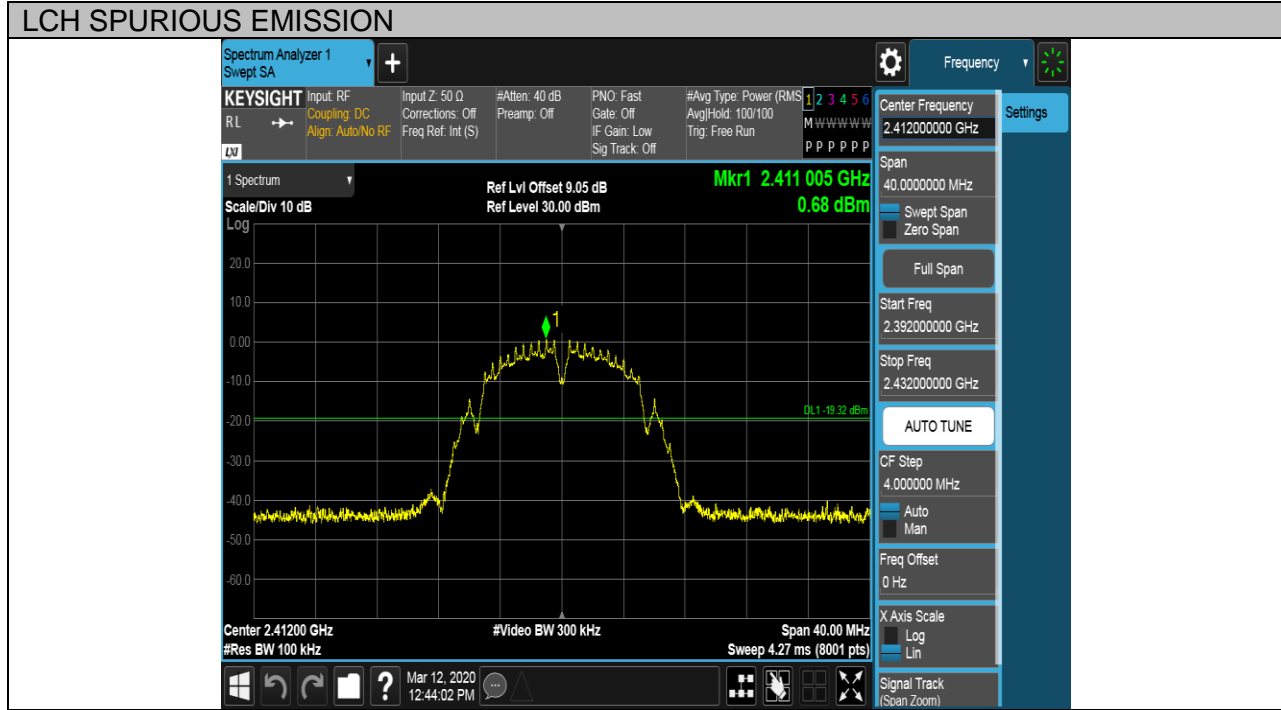 LCH SPURIOUS EMISSION
Spectrum Analyzer 1
Swept SA
+
Frequency
KEYSIGHT
RL
LXI
Input: RF
Coupling: DC
Align: Auto/No RF
Input Z: 50 Ω
Corrections: Off
Freq Ref: Int (S)
#Atten: 40 dB
Preamp: Off
PNO: Fast
Gate: Off
IF Gain: Low
Sig Track: Off
#Avg Type: Power (RMS
Avg|Hold: 100/100
Trig: Free Run
1 2 3 4 5 6
M W W W W W
P P P P P P
1 Spectrum
Scale/Div 10 dB
Ref Lvl Offset 9.05 dB
Ref Level 30.00 dBm
Mkr1 2.411 005 GHz
0.68 dBm
Log
20.0
10.0
0.00
-10.0
-20.0
-30.0
-40.0
-50.0
-60.0
1
DL1 -19.32 dBm
Center 2.41200 GHz
#Res BW 100 kHz
#Video BW 300 kHz
Span 40.00 MHz
Sweep 4.27 ms (8001 pts)
?
Mar 12, 2020
12:44:02 PM
Center Frequency
2.412000000 GHz
Settings
Span
40.0000000 MHz
Swept Span
Zero Span
Full Span
Start Freq
2.392000000 GHz
Stop Freq
2.432000000 GHz
AUTO TUNE
CF Step
4.000000 MHz
Auto
Man
Freq Offset
0 Hz
X Axis Scale
Log
Lin
Signal Track
(Span Zoom)